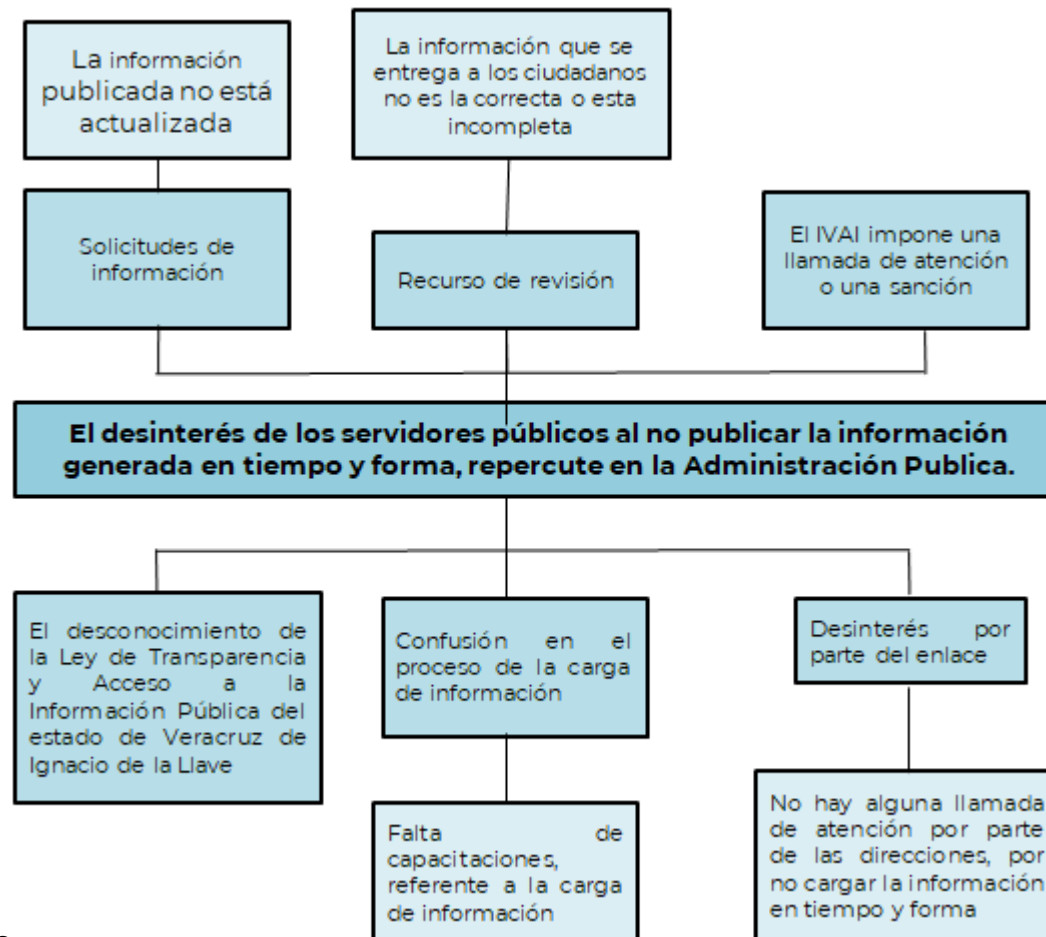 La información
publicada no está
actualizada
La información que se
entrega a los ciudadanos
no es la correcta o esta
incompleta
Solicitudes de
información
Recurso de revisión
El IVAI impone una
llamada de atención
o una sanción
El desinterés de los servidores públicos al no publicar la información
generada en tiempo y forma, repercute en la Administración Publica.
El desconocimiento de
la Ley de Transparencia
y Acceso a la
Información Pública del
estado de Veracruz de
Ignacio de la Llave
Confusión en el
proceso de la carga
de información
Desinterés por
parte del enlace
Falta de
capacitaciones,
referente a la carga
de información
No hay alguna llamada
de atención por parte
de las direcciones, por
no cargar la información
en tiempo y forma